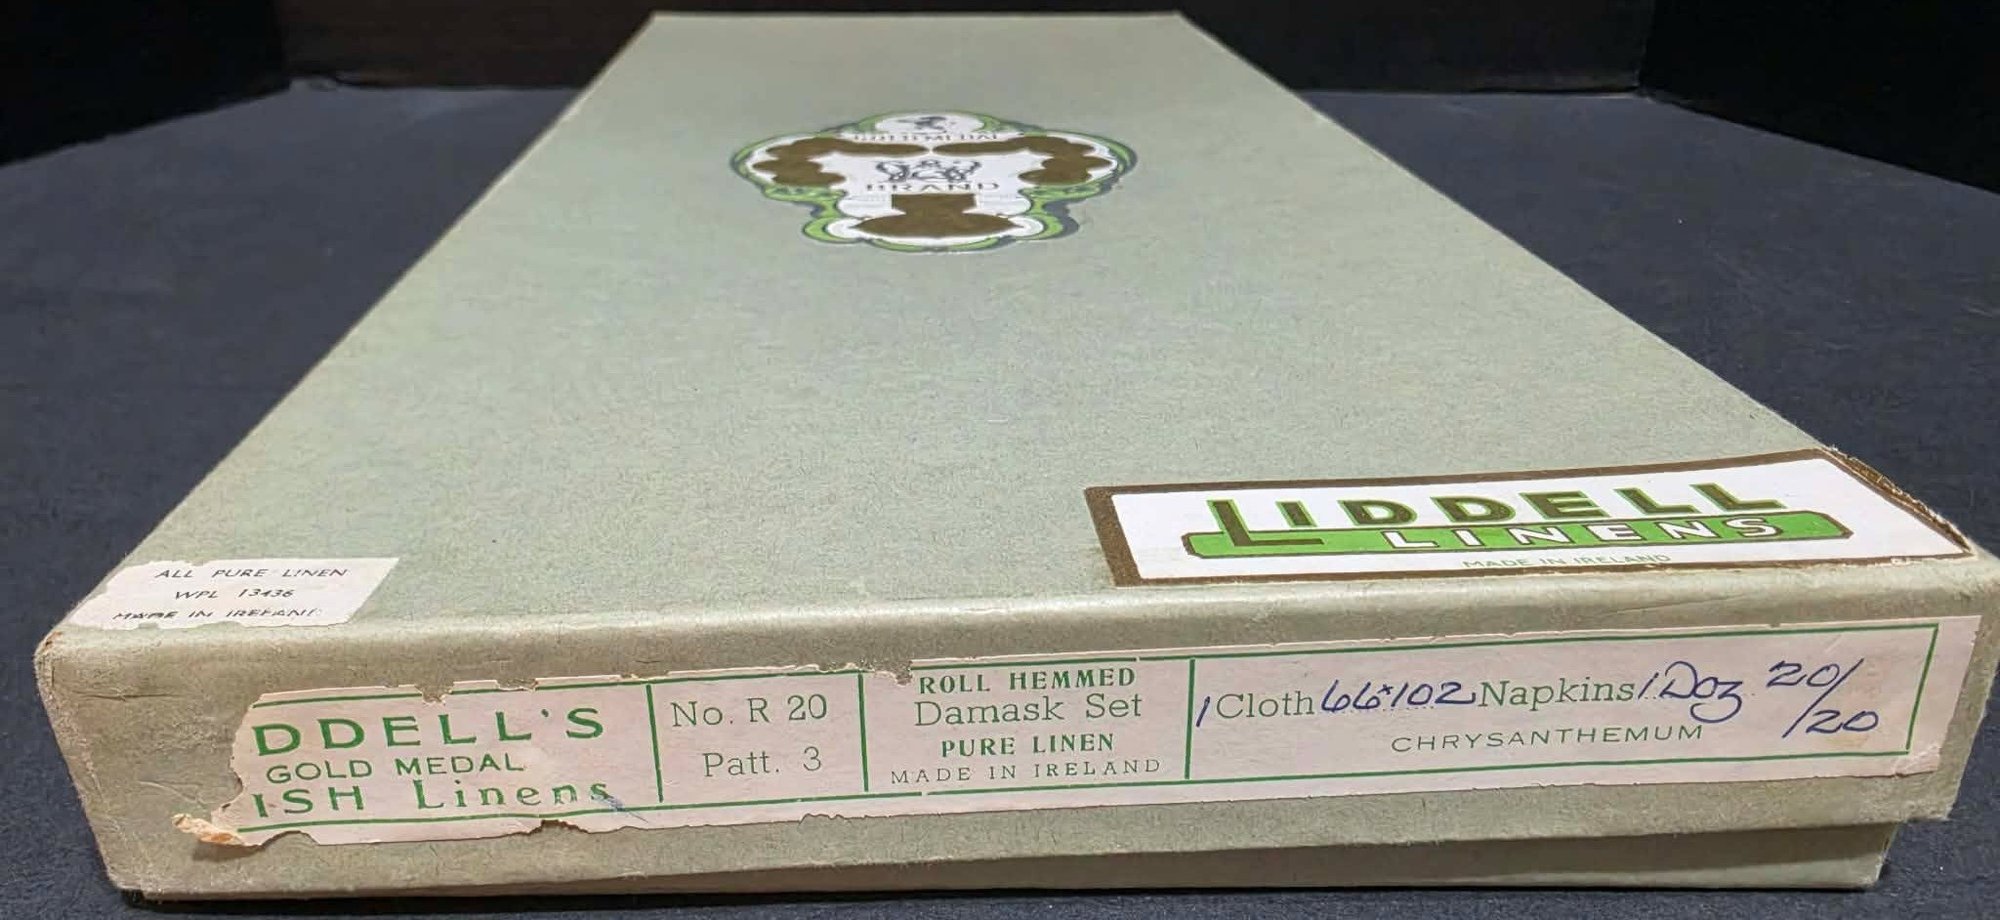 GOLD MEDAL
BRAND
LIDDELL
LINENS
MADE IN IRELAND
ALL PURE LINEN
WPL 13436
MADE IN IRELAND
DDELL'S
GOLD MEDAL
ISH Linens
No. R 20
Patt. 3
ROLL HEMMED
Damask Set
PURE LINEN
MADE IN IRELAND
1 Cloth 66x102 Napkins 1 Doz 20/20
CHRYSANTHEMUM